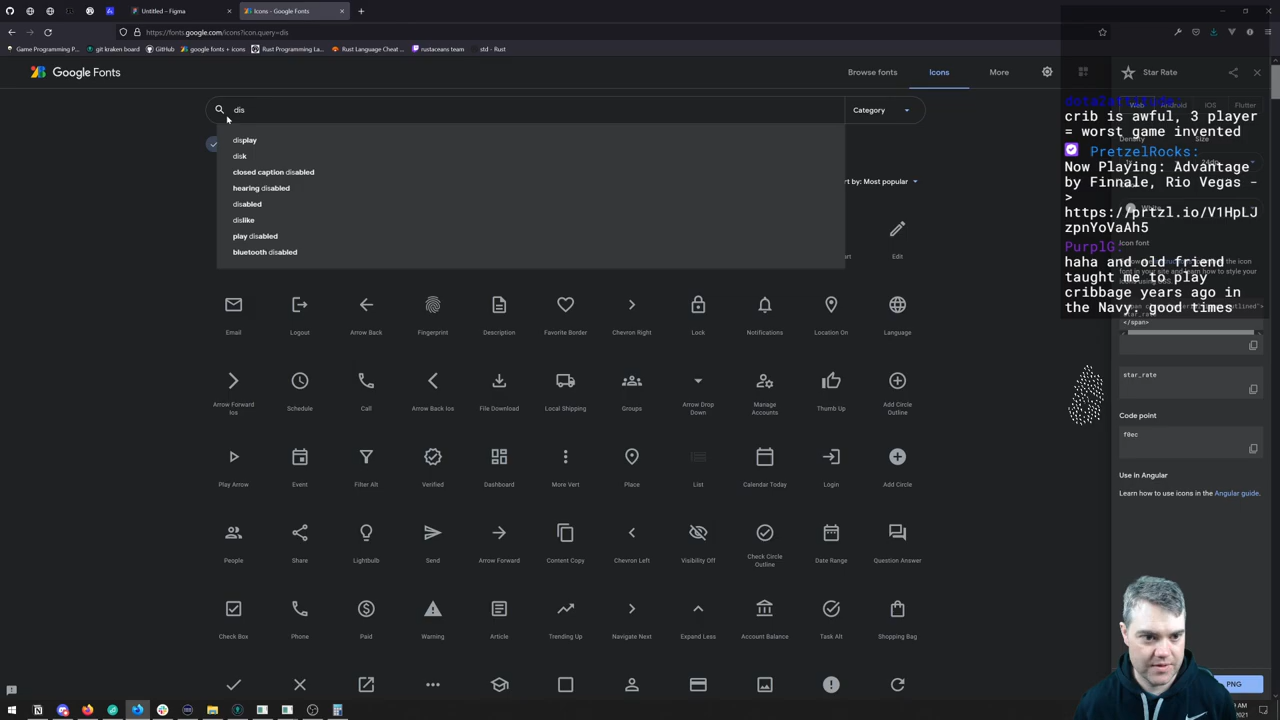 Untitled – Figma
Icons - Google Fonts
https://fonts.google.com/icons?icon.query=dis
Game Programming P...
git kraken board
GitHub
google fonts + icons
Rust Programming La...
Rust Language Cheat ...
rustaceans team
std - Rust
Google Fonts
Browse fonts
Icons
More
Star Rate
dis
Category
Web
Android
iOS
Flutter
crib is awful, 3 player
= worst game invented
PretzelRocks:
Now Playing: Advantage
by Finnale, Rio Vegas -
>
https://prtzl.io/V1HpLJ
zpnYoVaAh5
PurplG:
haha and old friend
taught me to play
cribbage years ago in
the Navy. good times
Density
Size
Icon font
display
disk
closed caption disabled
hearing disabled
disabled
dislike
play disabled
bluetooth disabled
Sort by: Most popular
Edit
Email
Logout
Arrow Back
Fingerprint
Description
Favorite Border
Chevron Right
Lock
Notifications
Location On
Language
</span>
star_rate
Arrow Forward
Ios
Schedule
Call
Arrow Back Ios
File Download
Local Shipping
Groups
Arrow Drop
Down
Manage
Accounts
Thumb Up
Add Circle
Outline
Code point
f0ec
Play Arrow
Event
Filter Alt
Verified
Dashboard
More Vert
Place
List
Calendar Today
Login
Add Circle
Use in Angular
Learn how to use icons in the Angular guide.
People
Share
Lightbulb
Send
Arrow Forward
Content Copy
Chevron Left
Visibility Off
Check Circle
Outline
Date Range
Question Answer
Check Box
Phone
Paid
Warning
Article
Trending Up
Navigate Next
Expand Less
Account Balance
Task Alt
Shopping Bag
PNG